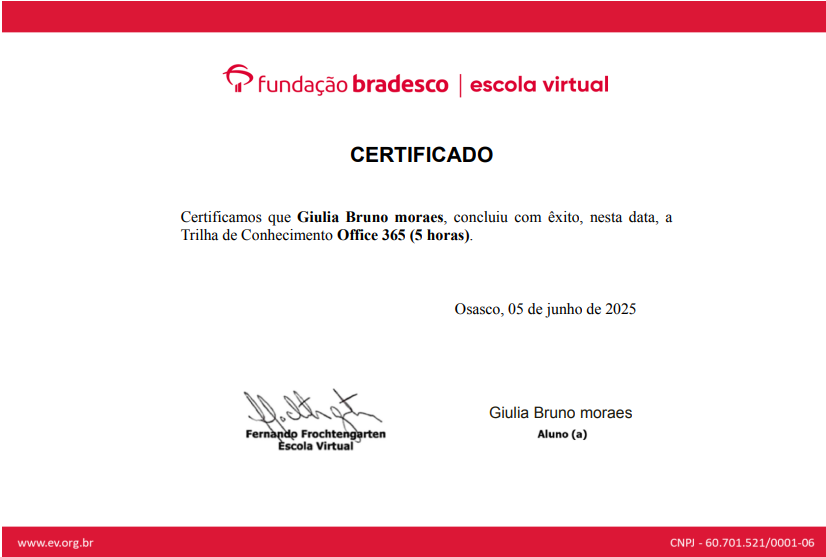 fundação bradesco | escola virtual
CERTIFICADO
Certificamos que Giulia Bruno moraes, concluiu com êxito, nesta data, a
Trilha de Conhecimento Office 365 (5 horas).
Osasco, 05 de junho de 2025
Fernando Frochtengarten
Escola Virtual
Giulia Bruno moraes
Aluno (a)
www.ev.org.br
CNPJ - 60.701.521/0001-06